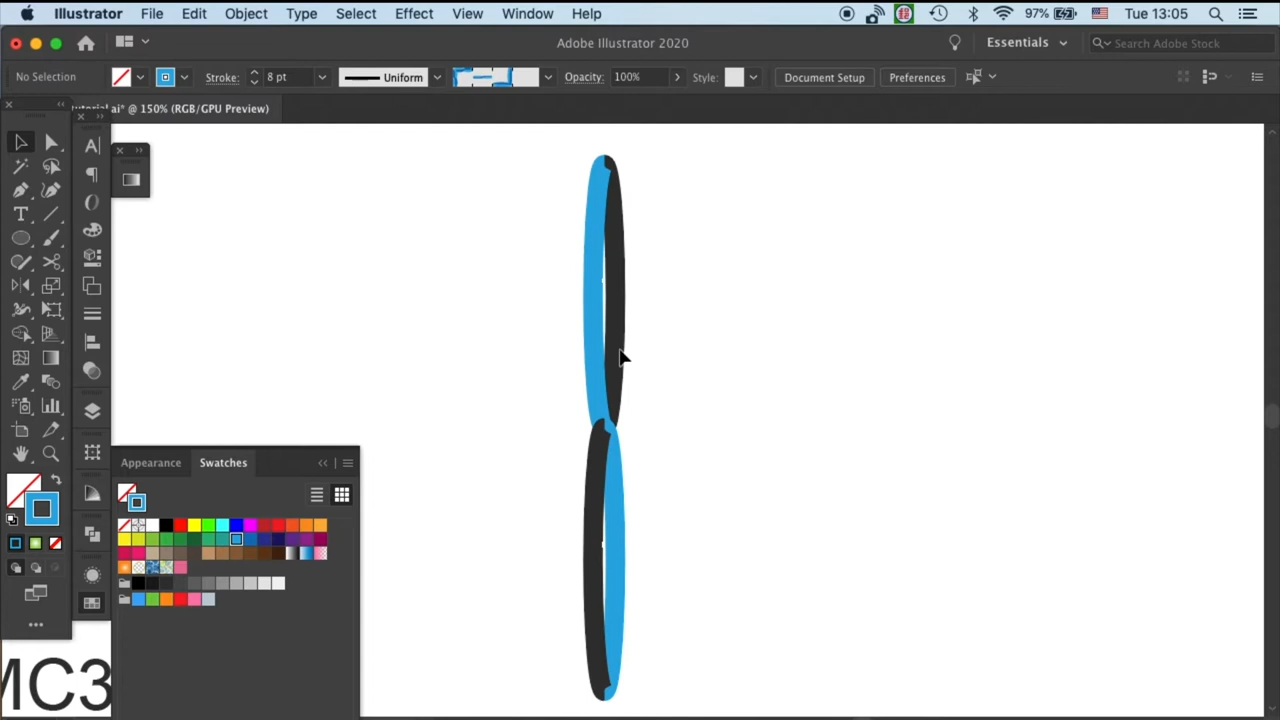 Illustrator File Edit Object Type Select Effect View Window Help 97% Tue 13:05
Adobe Illustrator 2020 Essentials Search Adobe Stock
No Selection Stroke: 8 pt Uniform Opacity: 100% Style: Document Setup Preferences
tutorial.ai* @ 150% (RGB/GPU Preview)
Appearance Swatches
MC3